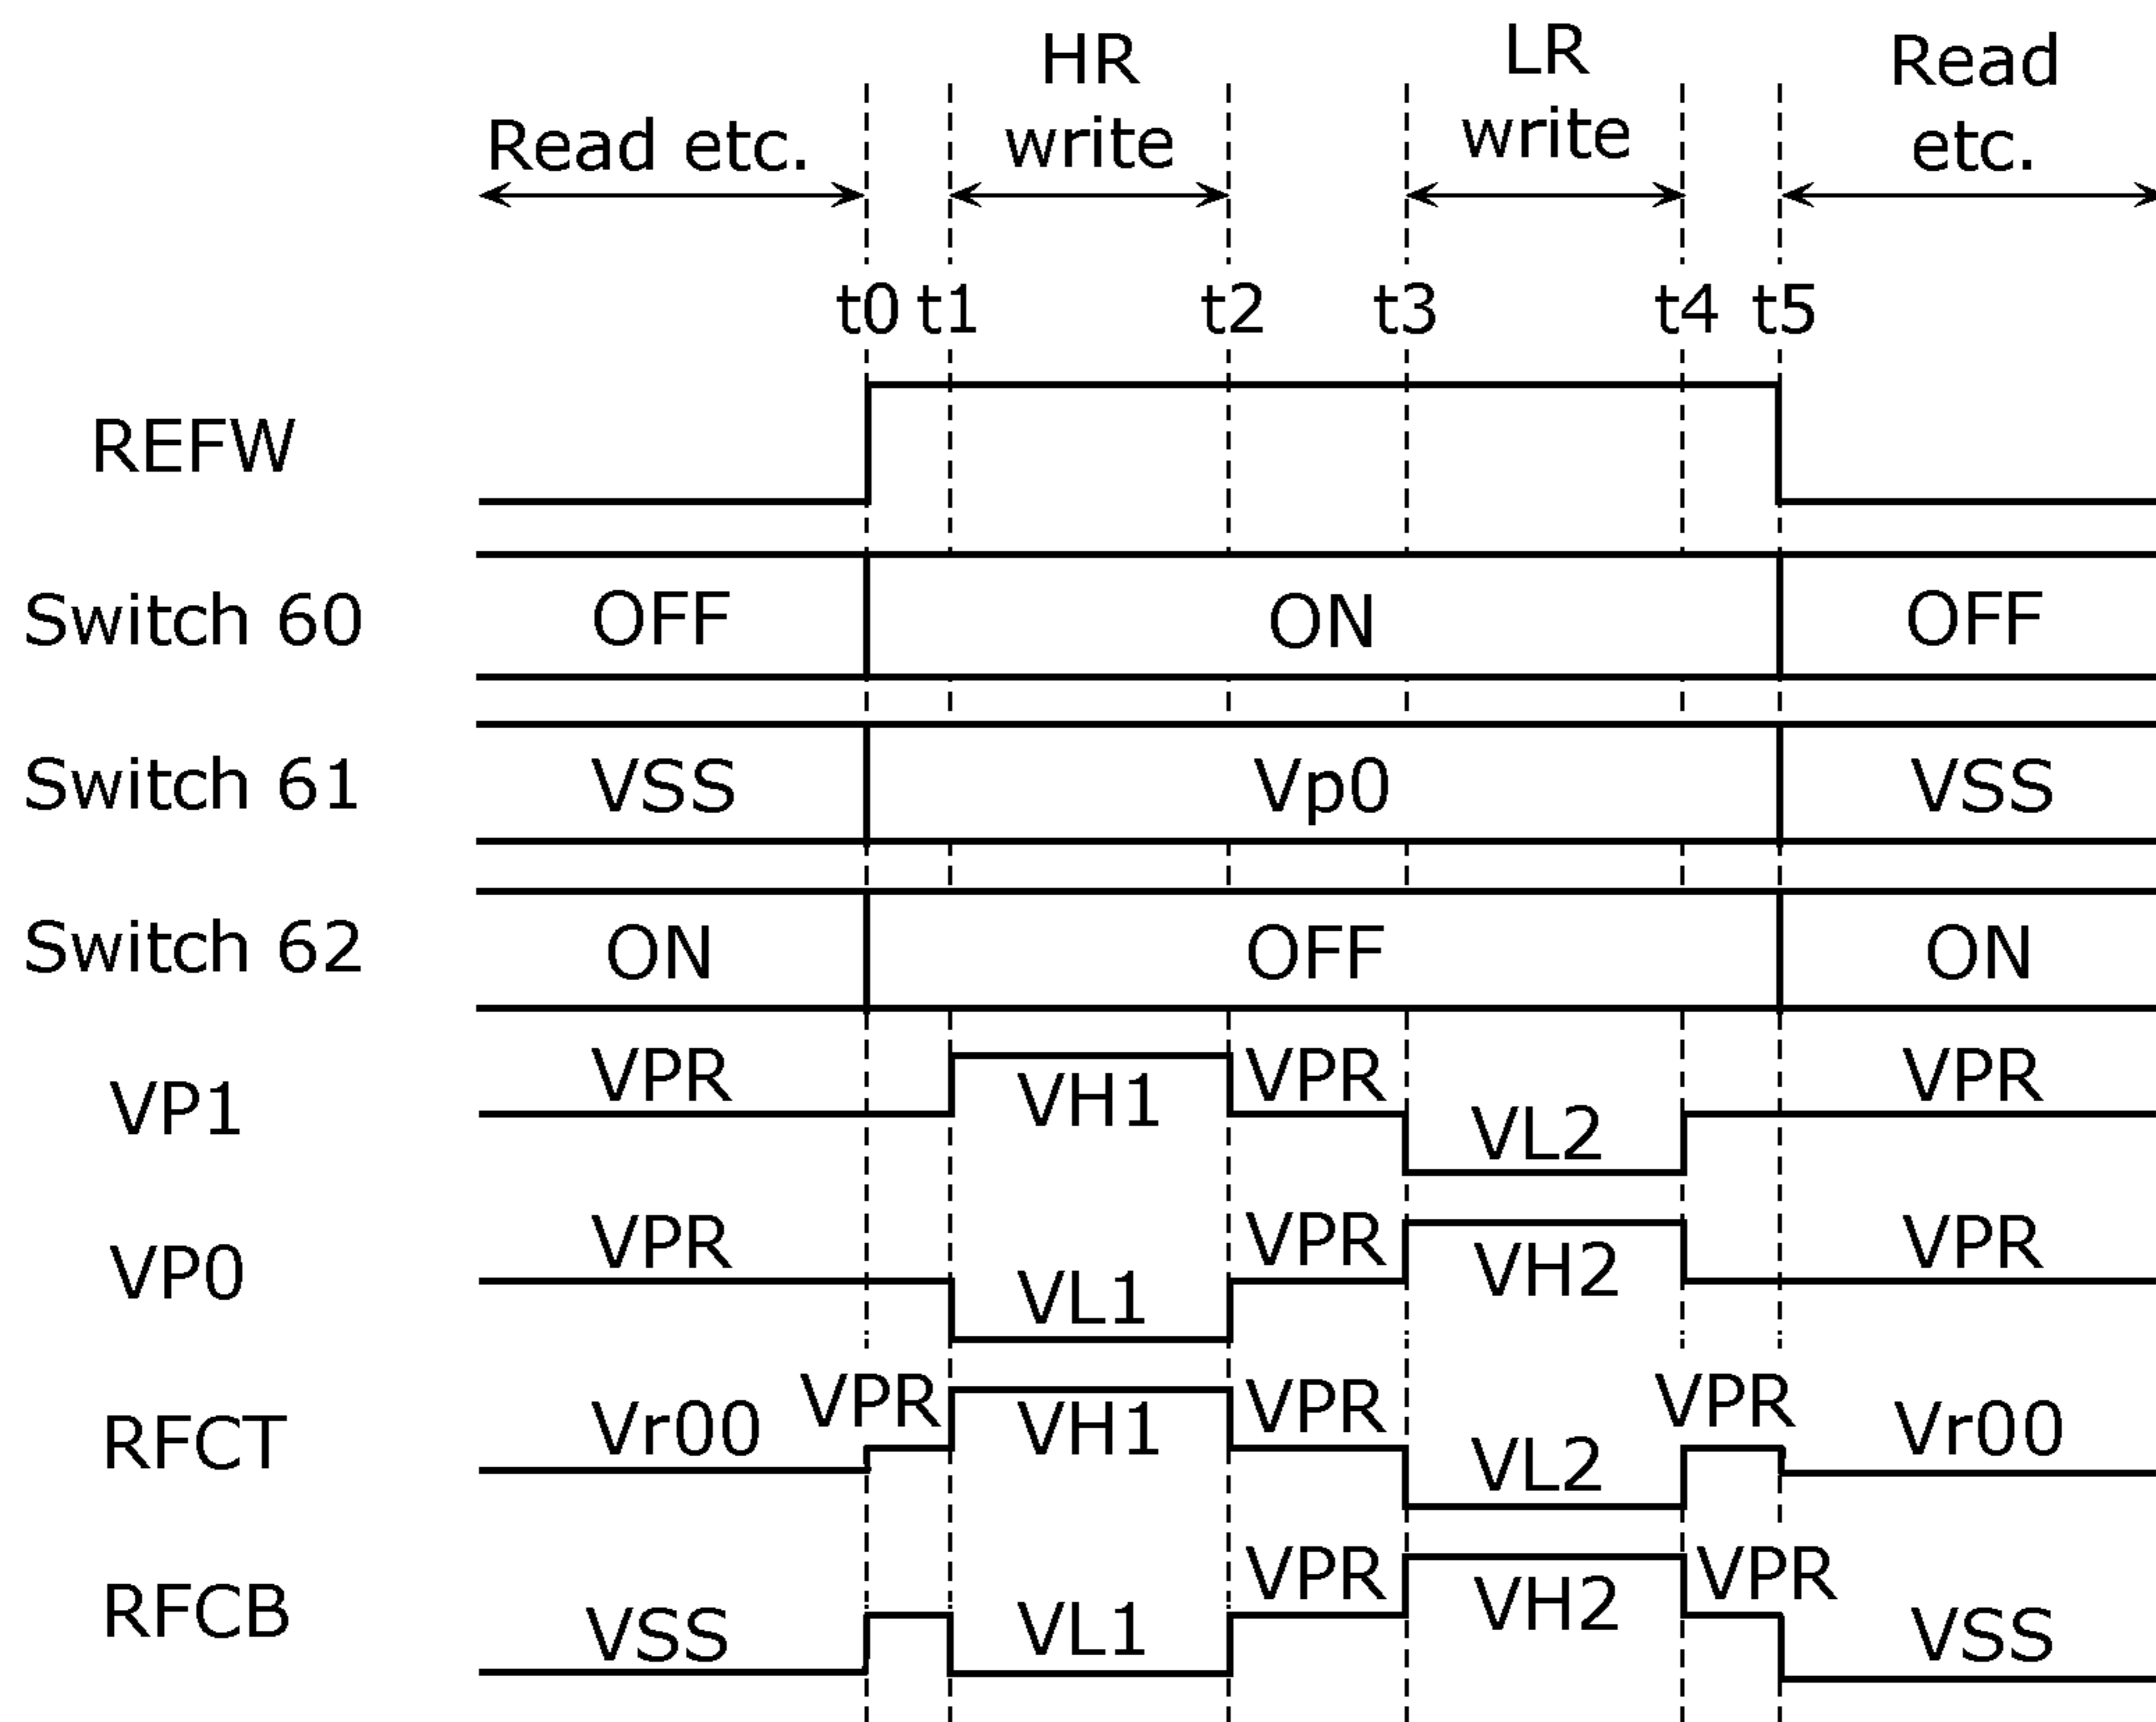 HR
write
LR
write
Read
etc.
Read etc.
t0 t1 t2 t3 t4 t5
REFW
Switch 60 OFF ON OFF
Switch 61 VSS Vp0 VSS
Switch 62 ON OFF ON
VP1 VPR VH1 VPR VL2 VPR
VP0 VPR VL1 VPR VH2 VPR
RFCT Vr00 VPR VH1 VPR VL2 VPR Vr00
RFCB VSS VL1 VPR VH2 VPR VSS